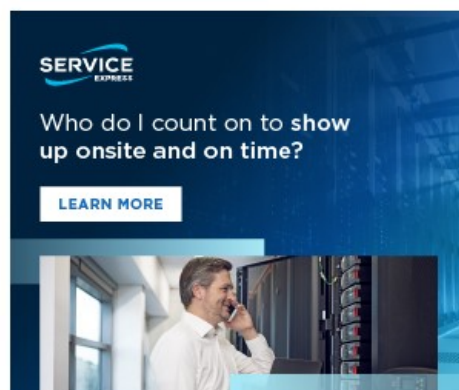 SERVICE
EXPRESS
Who do I count on to show
up onsite and on time?
LEARN MORE